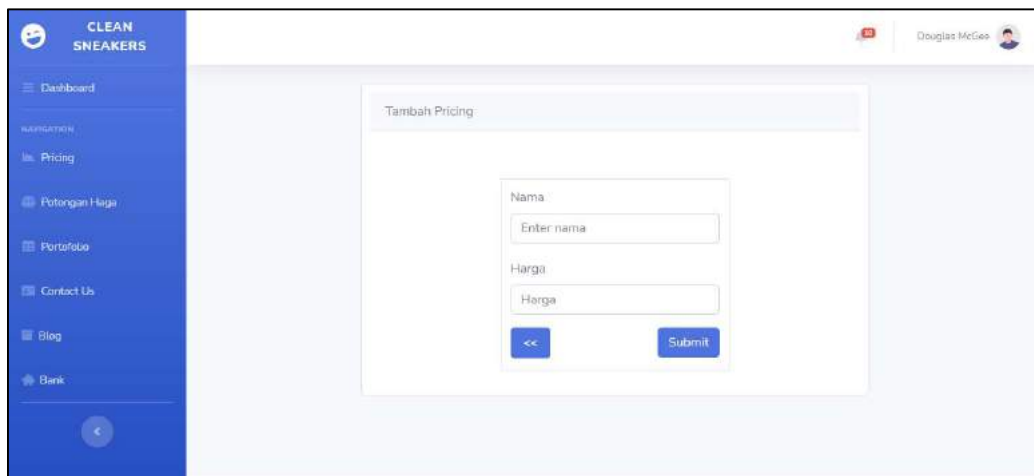 CLEAN
SNEAKERS
Douglas McGee
Dashboard
Tambah Pricing
NAVIGATION
Pricing
Potongan Haga
Nama
Enter nama
Portofolio
Harga
Contact Us
Harga
Blog
<<
Submit
Bank
<